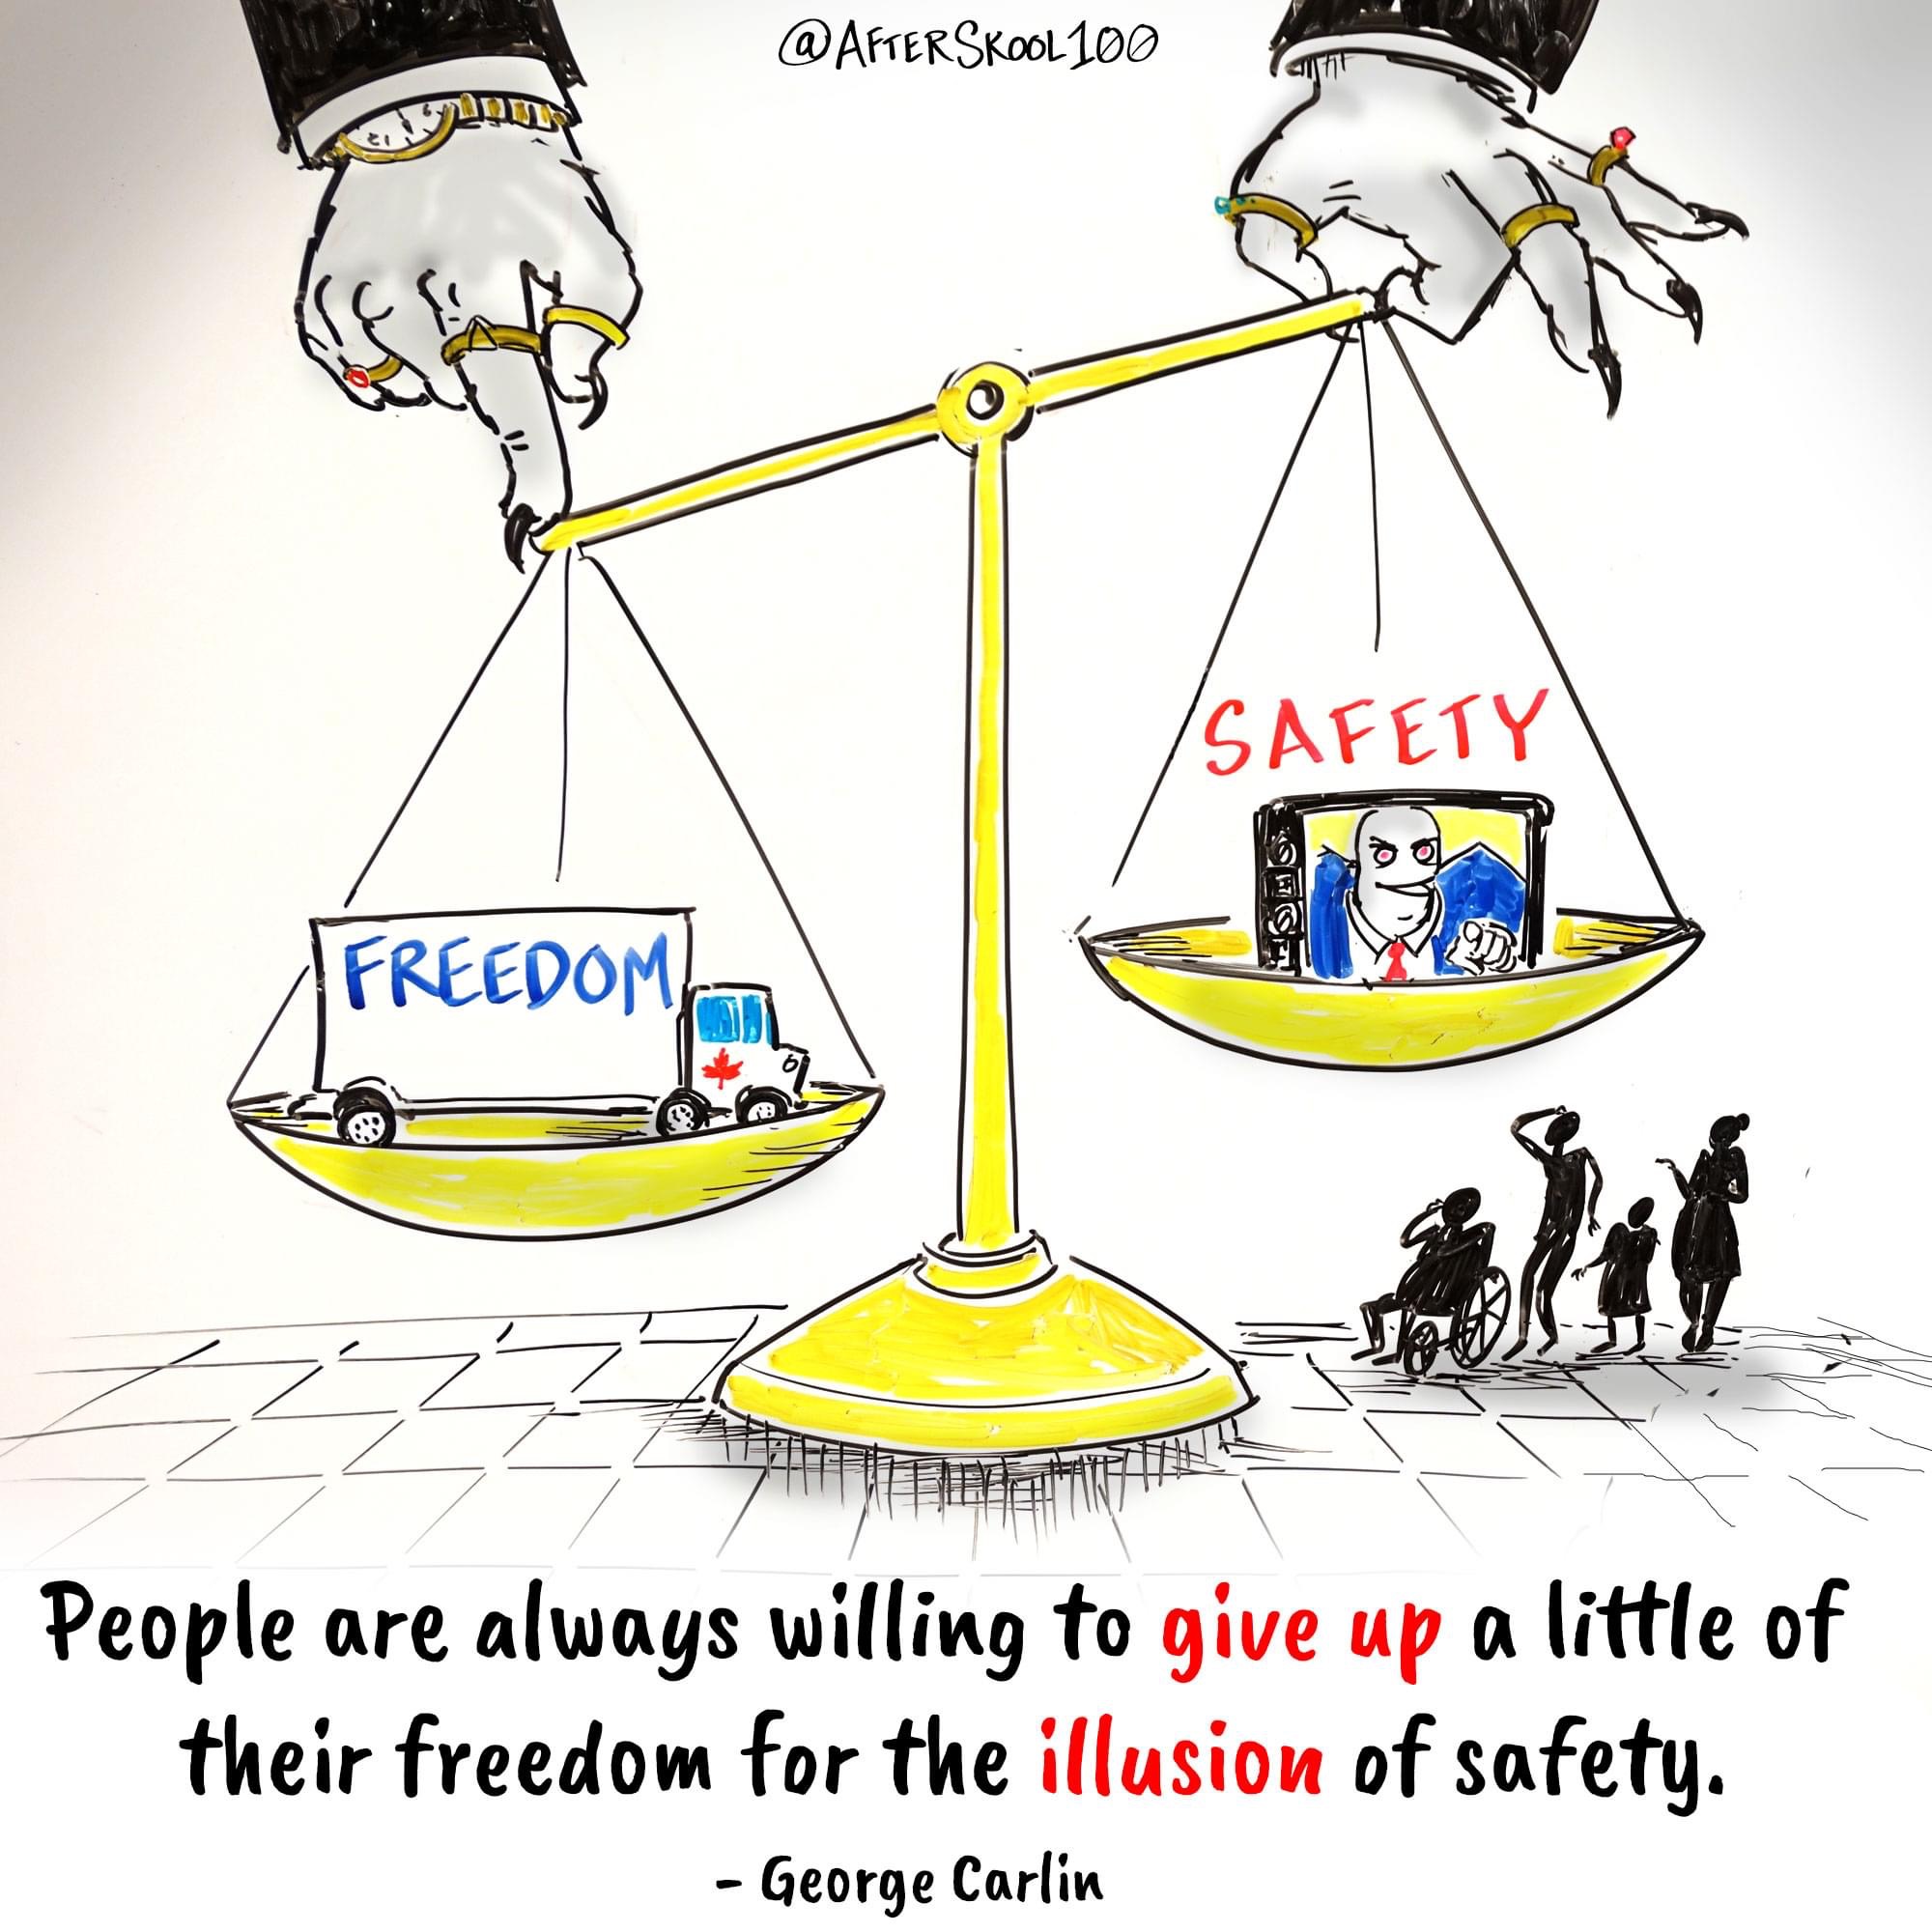 @AFTERSKOOL100
SAFETY
FREEDOM
People are always willing to give up a little of
their freedom for the illusion of safety.
- George Carlin